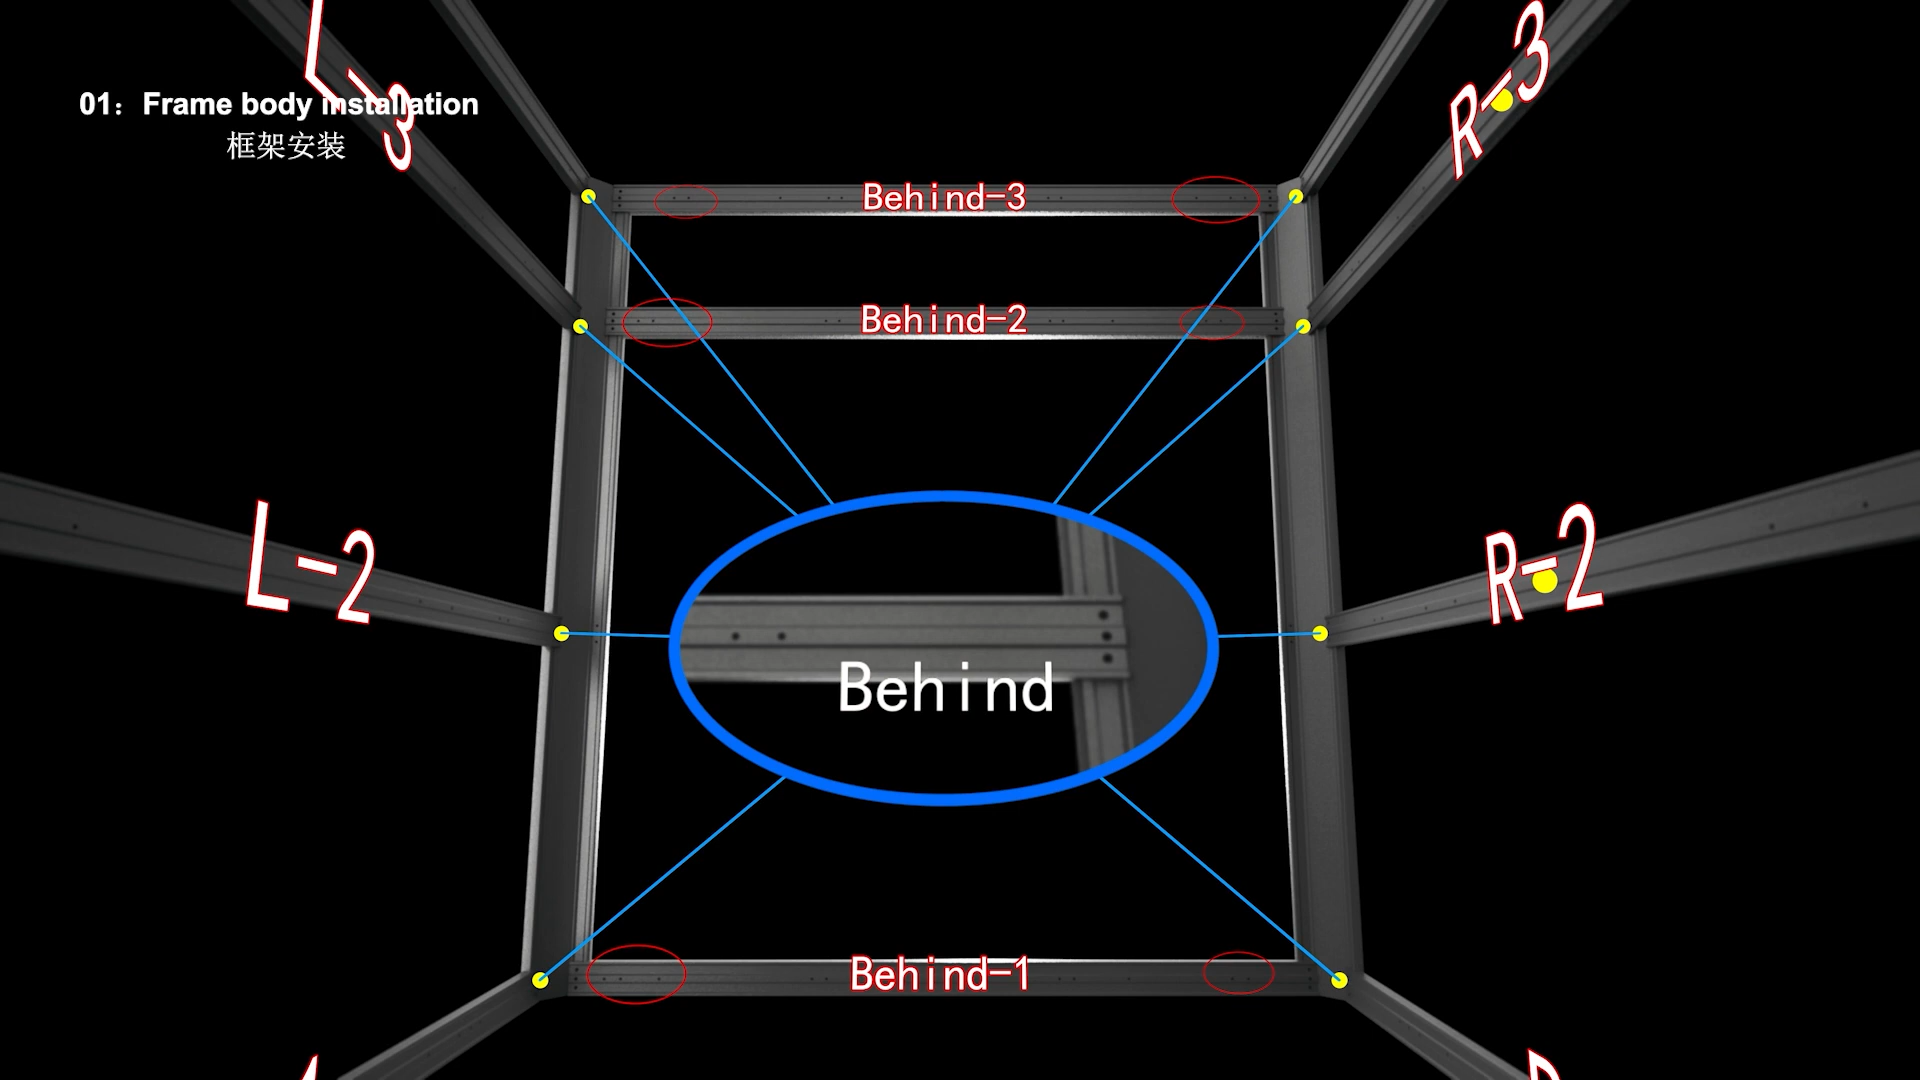 01：Frame body installation
框架安装
L-3
R-3
Behind-3
Behind-2
L-2
R-2
Behind
Behind-1